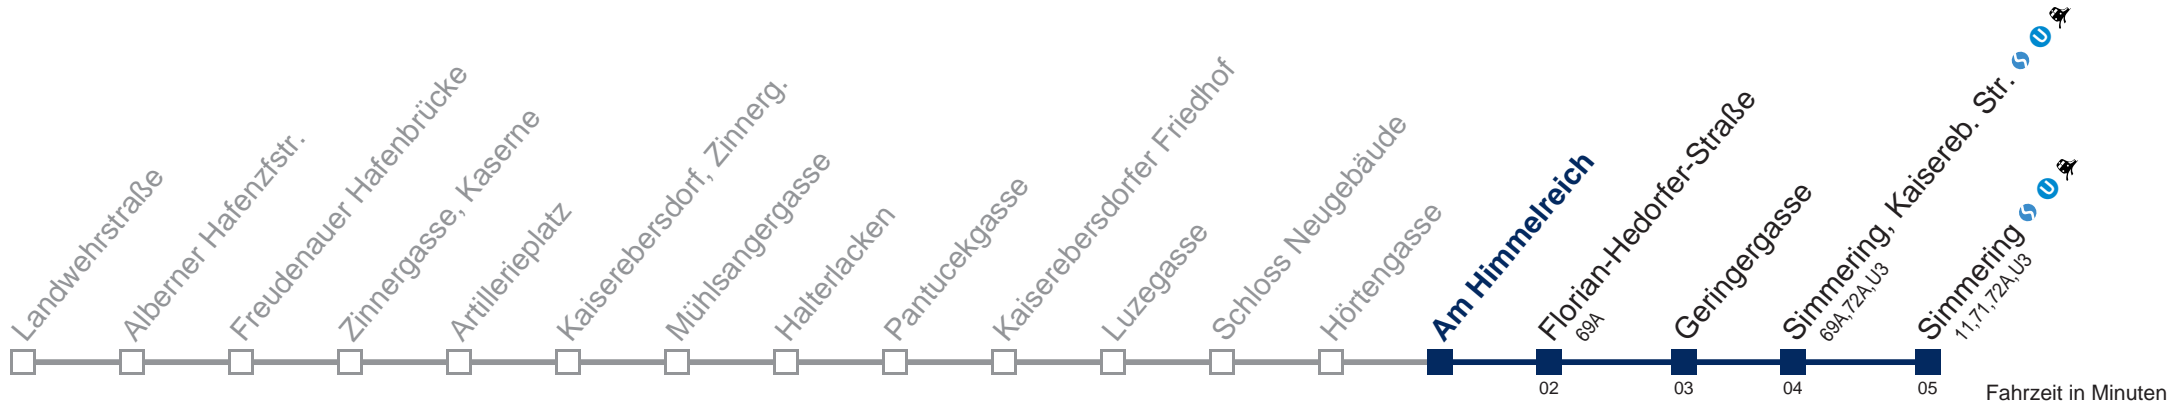 Landwehrstraße
Alberner Hafenzfstr.
Freudenauer Hafenbrücke
Zinnergasse, Kaserne
Artillerieplatz
Kaiserebersdorf, Zinnerg.
Mühlsangergasse
Halterlacken
Pantucekgasse
Kaiserebersdorfer Friedhof
Luzegasse
Schloss Neugebäude
Hörtengasse
Am Himmelreich
Florian-Hedorfer-Straße
69A
Geringergasse
Simmering, Kaisereb. Str. S U
69A,72A,U3
Simmering S U
11,71,72A,U3
02
03
04
05
Fahrzeit in Minuten